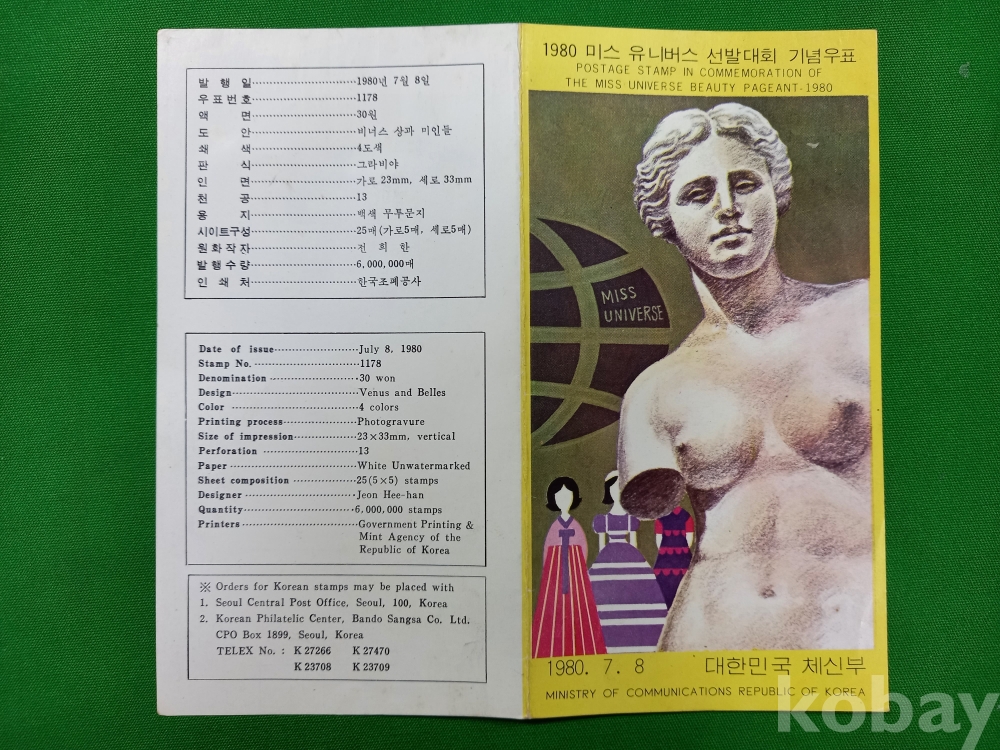 발행일 1980년 7월 8일
우표번호 1178
액면 30원
도안 비너스 상과 미인들
쇄색 4도색
판식 그라비야
인면 가로 23mm, 세로 33mm
천공 13
용지 백색 무투문지
시이트구성 25매(가로5매, 세로5매)
원화작자 전희한
발행수량 6,000,000매
인쇄처 한국조폐공사
Date of issue July 8, 1980
Stamp No. 1178
Denomination 30 won
Design Venus and Belles
Color 4 colors
Printing process Photogravure
Size of impression 23×33mm, vertical
Perforation 13
Paper White Unwatermarked
Sheet composition 25(5×5) stamps
Designer Jeon Hee-han
Quantity 6,000,000 stamps
Printers Government Printing &
Mint Agency of the
Republic of Korea
※ Orders for Korean stamps may be placed with
1. Seoul Central Post Office, Seoul, 100, Korea
2. Korean Philatelic Center, Bando Sangsa Co. Ltd.
CPO Box 1899, Seoul, Korea
TELEX No. : K 27266 K 27470
K 23708 K 23709
1980 미스 유니버스 선발대회 기념우표
POSTAGE STAMP IN COMMEMORATION OF
THE MISS UNIVERSE BEAUTY PAGEANT-1980
MISS
UNIVERSE
1980. 7. 8 대한민국 체신부
MINISTRY OF COMMUNICATIONS REPUBLIC OF KOREA
kobay